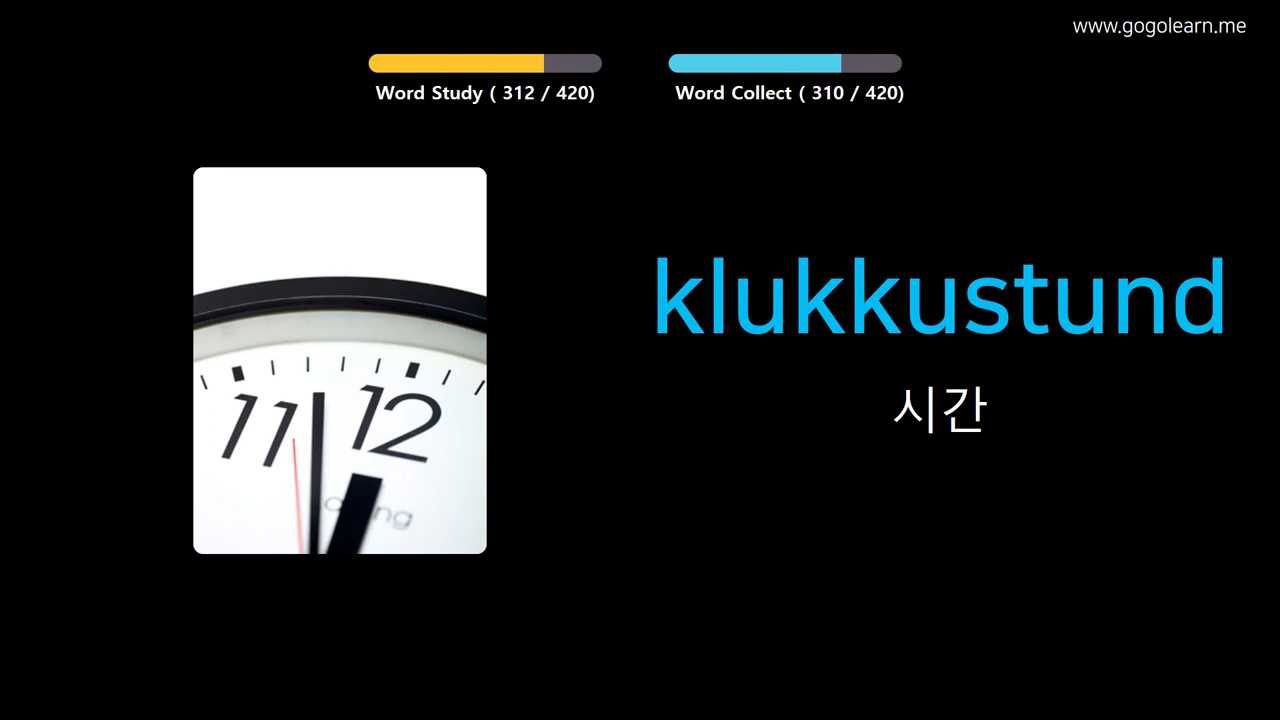 www.gogolearn.me
Word Study ( 312 / 420)
Word Collect ( 310 / 420)
klukkustund
시간
11
12